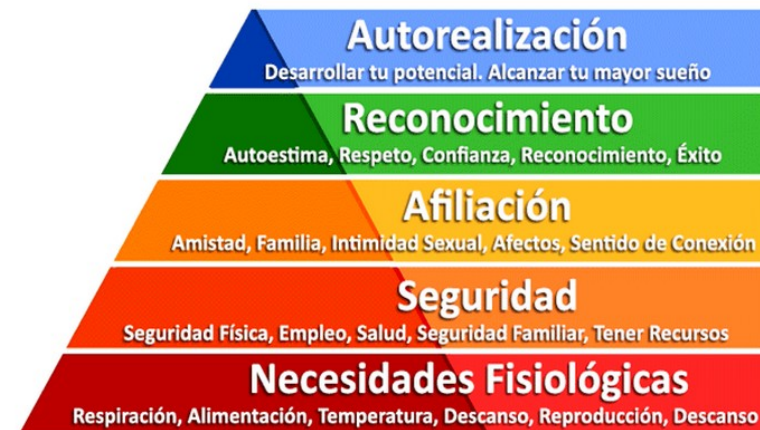 Autorealización
Desarrollar tu potencial. Alcanzar tu mayor sueño
Reconocimiento
Autoestima, Respeto, Confianza, Reconocimiento, Éxito
Afiliación
Amistad, Familia, Intimidad Sexual, Afectos, Sentido de Conexión
Seguridad
Seguridad Física, Empleo, Salud, Seguridad Familiar, Tener Recursos
Necesidades Fisiológicas
Respiración, Alimentación, Temperatura, Descanso, Reproducción, Descanso